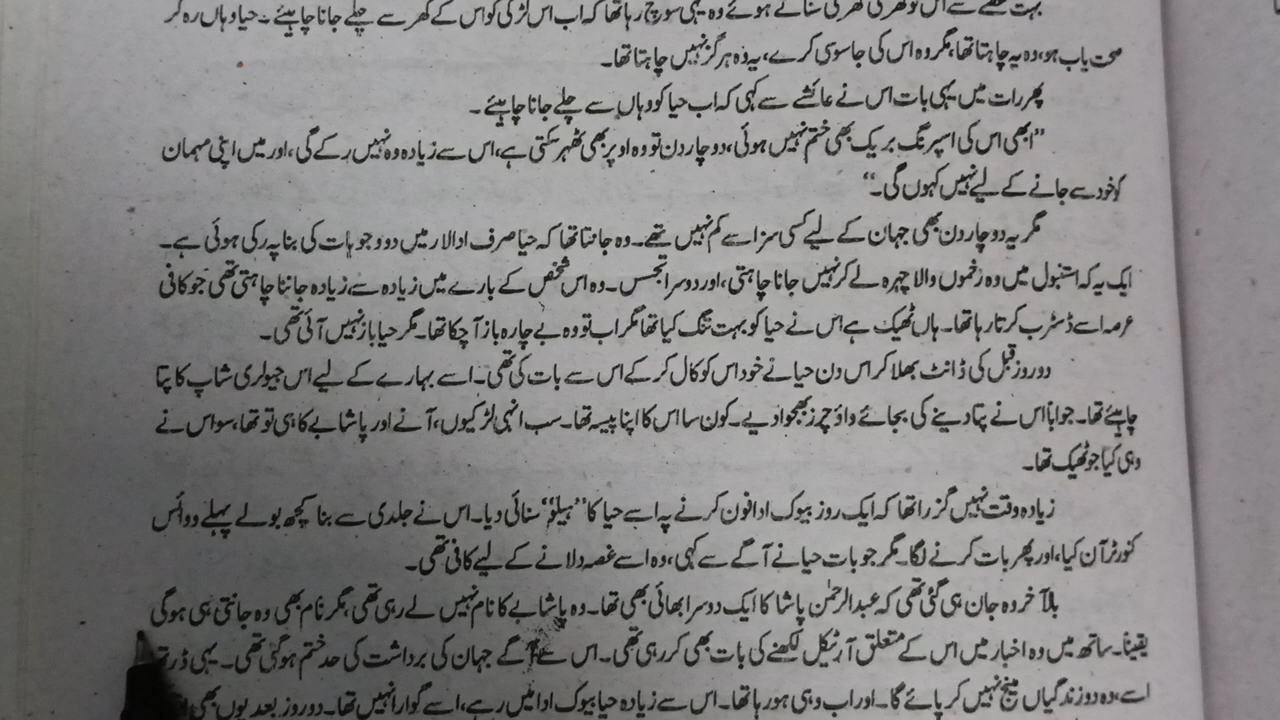 بہت غصے سے اس کو کھری کھری سناتے ہوئے وہ یہی سوچ رہا تھا کہ اب اس لڑکی کو اس کے گھر سے چلے جانا چاہیئے۔ حیا وہاں رہ کر
صحت یاب ہو، وہ یہ چاہتا تھا، مگر وہ اس کی جاسوسی کرے، یہ وہ ہرگز نہیں چاہتا تھا۔
پھر رات میں یہی بات اس نے عائشے سے کہی کہ اب حیا کو وہاں سے چلے جانا چاہیئے۔
"ابھی اس کی اسپرنگ بریک بھی ختم نہیں ہوئی، دو چار دن تو وہ اوپر بھی ٹھہر سکتی ہے، اس سے زیادہ وہ نہیں رکے گی، اور میں اپنی مہمان
کو خود سے جانے کے لیے نہیں کہوں گی۔"
مگر یہ دو چار دن بھی جہان کے لیے کسی سزا سے کم نہیں تھے۔ وہ جانتا تھا کہ حیا صرف ادالار میں دو وجوہات کی بنا پہ رکی ہوئی ہے۔
ایک یہ کہ استنبول میں وہ زخموں والا چہرہ لے کر نہیں جانا چاہتی، اور دوسرا تجسس۔ وہ اس شخص کے بارے میں زیادہ سے زیادہ جاننا چاہتی تھی جو کافی
عرصہ اسے ڈسٹرب کرتا رہا تھا۔ ہاں ٹھیک ہے اس نے حیا کو بہت تنگ کیا تھا مگر اب تو وہ بے چارہ باز آ چکا تھا۔ مگر حیا باز نہیں آئی تھی۔
دو روز قبل کی ڈانٹ بھلا کر اس دن حیا نے خود اس کو کال کر کے اس سے بات کی تھی۔ اسے بہارے کے لیے اس جیولری شاپ کا پتا
چاہیئے تھا۔ جواباً اس نے پتا دینے کی بجائے واؤچرز بھجوا دیے۔ کون سا اس کا اپنا پیسہ تھا۔ سب انہی لڑکیوں، آنے اور پاشا بے کا ہی تو تھا، سو اس نے
وہی کیا جو ٹھیک تھا۔
زیادہ وقت نہیں گزرا تھا کہ ایک روز بیوک ادا فون کرنے پہ اسے حیا کا "ہیلو" سنائی دیا۔ اس نے جلدی سے بنا کچھ بولے پہلے ووائس
کنورٹر آن کیا، اور پھر بات کرنے لگا۔ مگر جو بات حیا نے آگے سے کہی، وہ اسے غصہ دلانے کے لیے کافی تھی۔
بلآخر وہ جان ہی گئی تھی کہ عبدالرحمٰن پاشا کا ایک دوسرا بھائی بھی تھا۔ وہ پاشا بے کا نام نہیں لے رہی تھی، مگر نام بھی وہ جانتی ہی ہوگی
یقیناً۔ ساتھ میں وہ اخبار میں اس کے متعلق آرٹیکل لکھنے کی بات بھی کر رہی تھی۔ اس سے آگے جہان کی برداشت کی حد ختم ہو گئی تھی۔ یہی ڈر تھا
اسے، وہ دو زندگیاں مینج نہیں کر پائے گا۔ اور اب وہی ہو رہا تھا۔ اس سے زیادہ حیا بیوک ادا میں رہے، اسے گوارا نہیں تھا۔ دو روز بعد یوں بھی